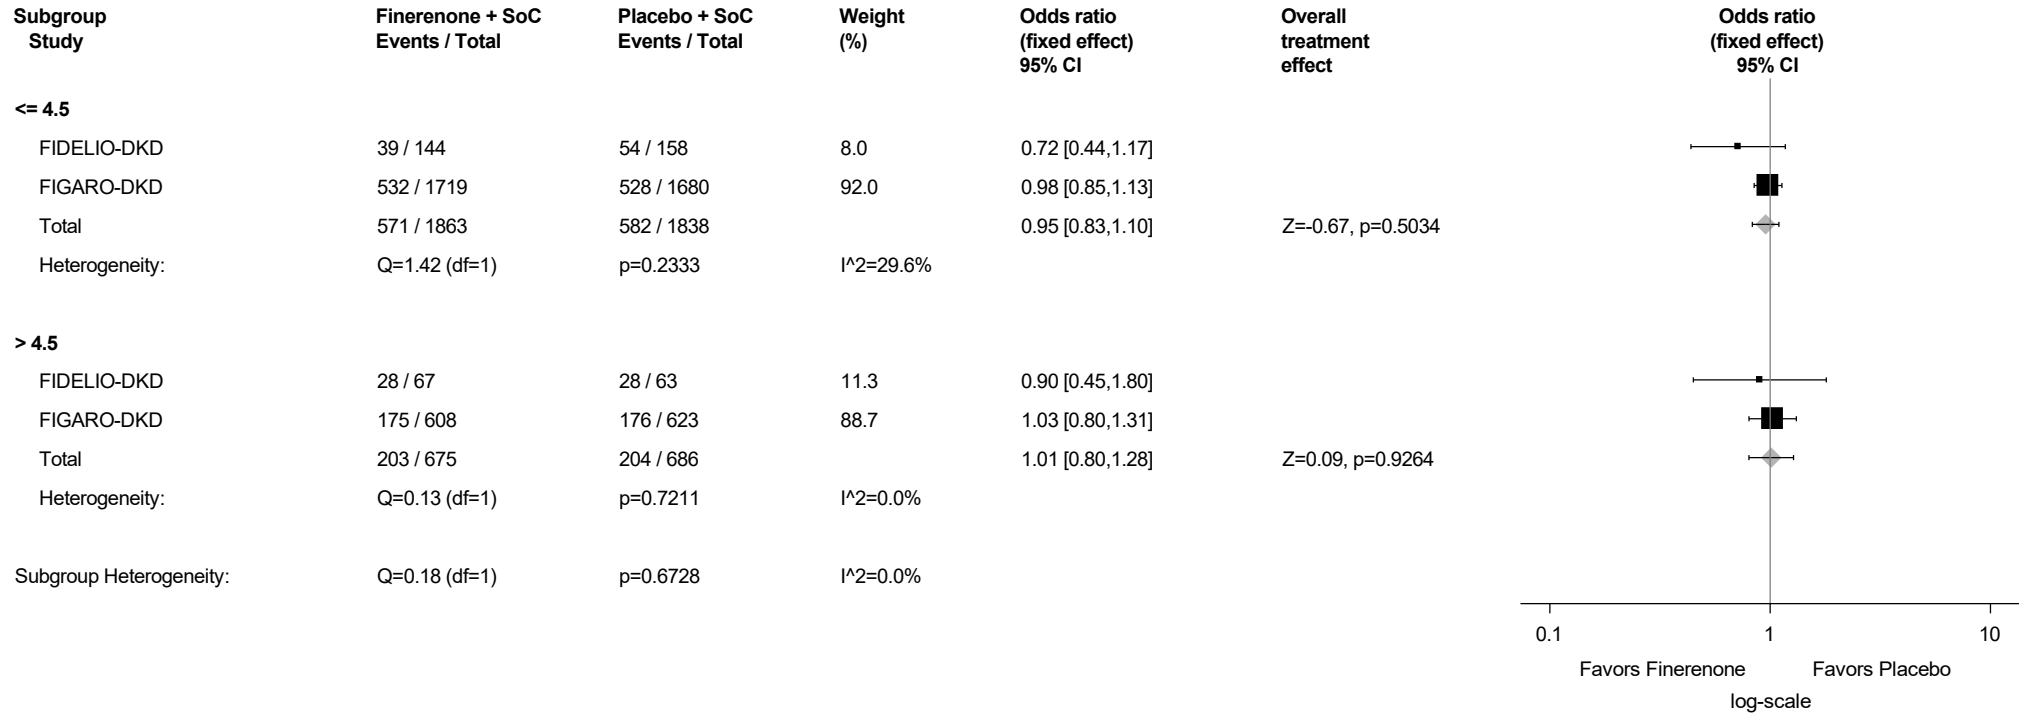 Subgroup Finerenone + SoC Placebo + SoC Weight Odds ratio Overall Odds ratio
Study Events / Total Events / Total (%) (fixed effect) treatment (fixed effect)
95% CI effect 95% CI
<= 4.5
FIDELIO-DKD 39 / 144 54 / 158 8.0 0.72 [0.44,1.17]
FIGARO-DKD 532 / 1719 528 / 1680 92.0 0.98 [0.85,1.13]
Total 571 / 1863 582 / 1838 0.95 [0.83,1.10] Z=-0.67, p=0.5034
Heterogeneity: Q=1.42 (df=1) p=0.2333 I^2=29.6%
> 4.5
FIDELIO-DKD 28 / 67 28 / 63 11.3 0.90 [0.45,1.80]
FIGARO-DKD 175 / 608 176 / 623 88.7 1.03 [0.80,1.31]
Total 203 / 675 204 / 686 1.01 [0.80,1.28] Z=0.09, p=0.9264
Heterogeneity: Q=0.13 (df=1) p=0.7211 I^2=0.0%
Subgroup Heterogeneity: Q=0.18 (df=1) p=0.6728 I^2=0.0%
0.1 1 10
Favors Finerenone Favors Placebo
log-scale